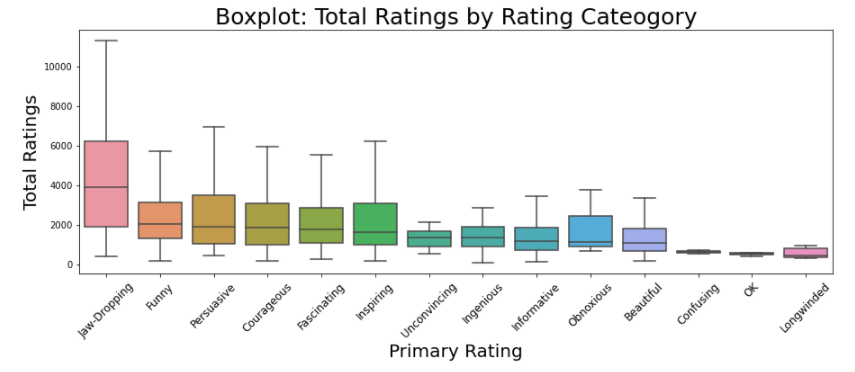 Boxplot: Total Ratings by Rating Cateogory
Total Ratings
10000
8000
6000
4000
2000
0
Jaw-Dropping
Funny
Persuasive
Courageous
Fascinating
Inspiring
Unconvincing
Ingenious
Informative
Obnoxious
Beautiful
Confusing
OK
Longwinded
Primary Rating